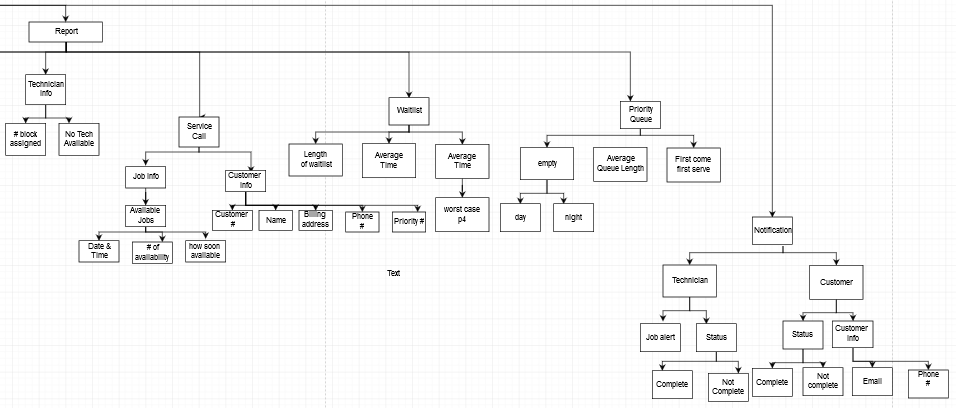 Report
Technician
Info
# block
assigned
No Tech
Available
Service
Call
Job Info
Available
Jobs
Date &
Time
# of
availability
how soon
available
Customer
Info
Customer
#
Name
Billing
address
Phone
#
Priority #
Waitlist
Length
of waitlist
Average
Time
Average
Time
worst case
p4
Priority
Queue
empty
day
night
Average
Queue Length
First come
first serve
Text
Notification
Technician
Job alert
Status
Complete
Not
Complete
Customer
Status
Complete
Not
complete
Customer
Info
Email
Phone
#